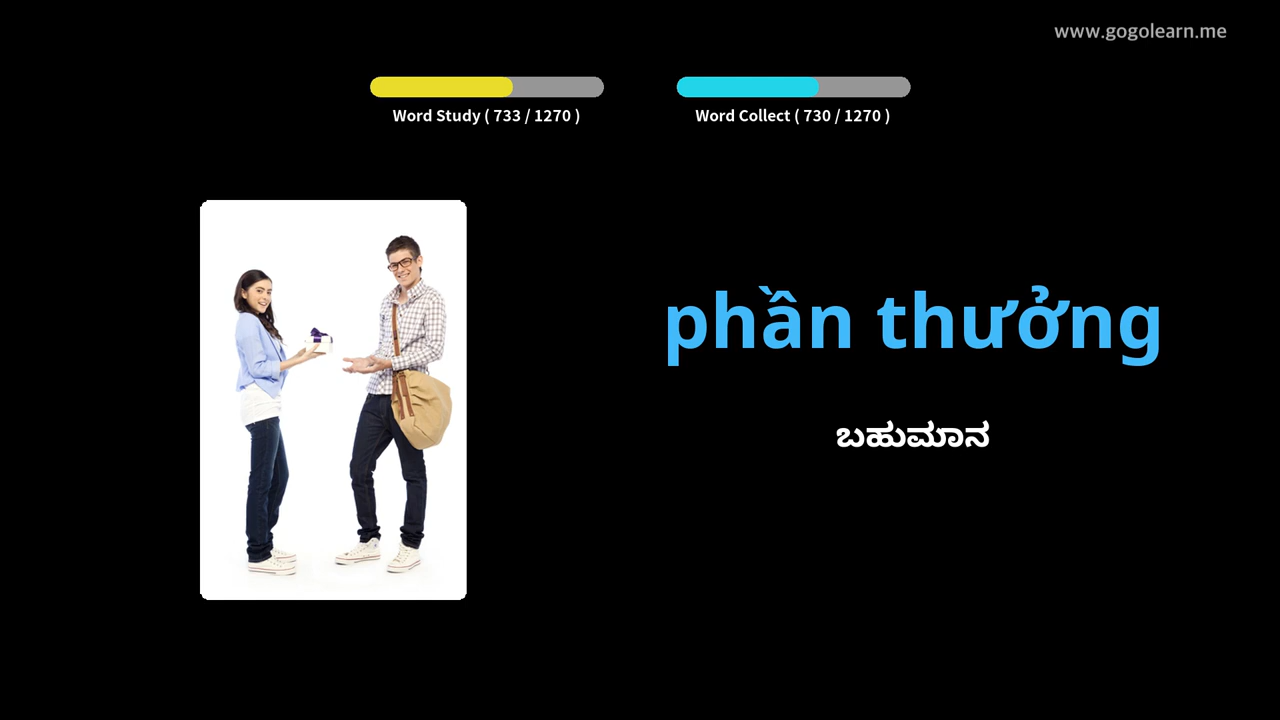 www.gogolearn.me
Word Study ( 733 / 1270 )
Word Collect ( 730 / 1270 )
phần thưởng
ಬಹುಮಾನ